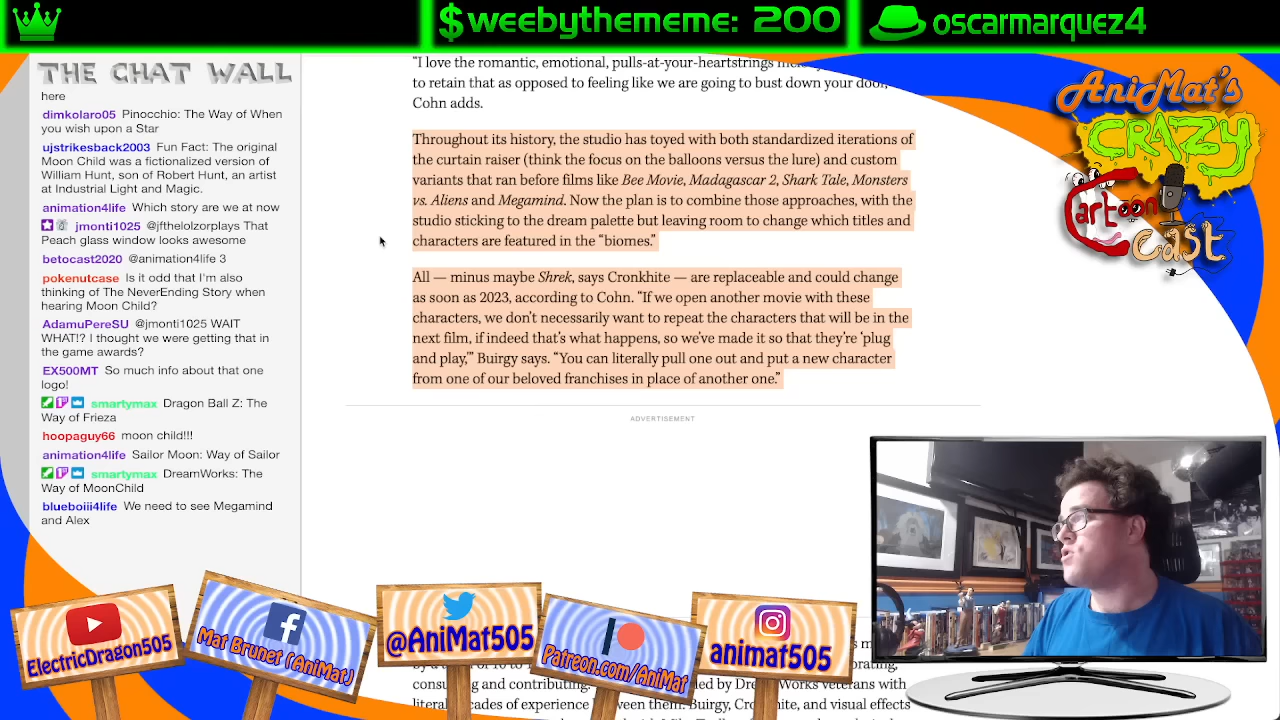 $weebythememe: 200
oscarmarquez4
THE CHAT WALL
here
dimkolaro05 Pinocchio: The Way of When
you wish upon a Star
ujstrikesback2003 Fun Fact: The original
Moon Child was a fictionalized version of
William Hunt, son of Robert Hunt, an artist
at Industrial Light and Magic.
animation4life Which story are we at now
jmonti1025 @jfthelolzorplays That
Peach glass window looks awesome
betocast2020 @animation4life 3
pokenutcase Is it odd that I'm also
thinking of The NeverEnding Story when
hearing Moon Child?
AdamuPereSU @jmonti1025 WAIT
WHAT!? I thought we were getting that in
the game awards?
EX500MT So much info about that one
logo!
smartymax Dragon Ball Z: The
Way of Frieza
hoopaguy66 moon child!!!
animation4life Sailor Moon: Way of Sailor
smartymax DreamWorks: The
Way of MoonChild
blueboiii4life We need to see Megamind
and Alex
“I love the romantic, emotional, pulls-at-your-heartstrings
to retain that as opposed to feeling like we are going to bust down your door,
Cohn adds.
Throughout its history, the studio has toyed with both standardized iterations of
the curtain raiser (think the focus on the balloons versus the lure) and custom
variants that ran before films like Bee Movie, Madagascar 2, Shark Tale, Monsters
vs. Aliens and Megamind. Now the plan is to combine those approaches, with the
studio sticking to the dream palette but leaving room to change which titles and
characters are featured in the “biomes.”
All — minus maybe Shrek, says Cronkhite — are replaceable and could change
as soon as 2023, according to Cohn. “If we open another movie with these
characters, we don’t necessarily want to repeat the characters that will be in the
next film, if indeed that’s what happens, so we’ve made it so that they’re ‘plug
and play,’” Buirgy says. “You can literally pull one out and put a new character
from one of our beloved franchises in place of another one.”
ADVERTISEMENT
and contributing.
literal decades of experience between them: Buirgy, and visual effects
AniMat's
CRAZY
Cartoon
Cast
ElectricDragon505
Mat Brunet (AniMat)
@AniMat505
Patreon.com/AniMat
animat505